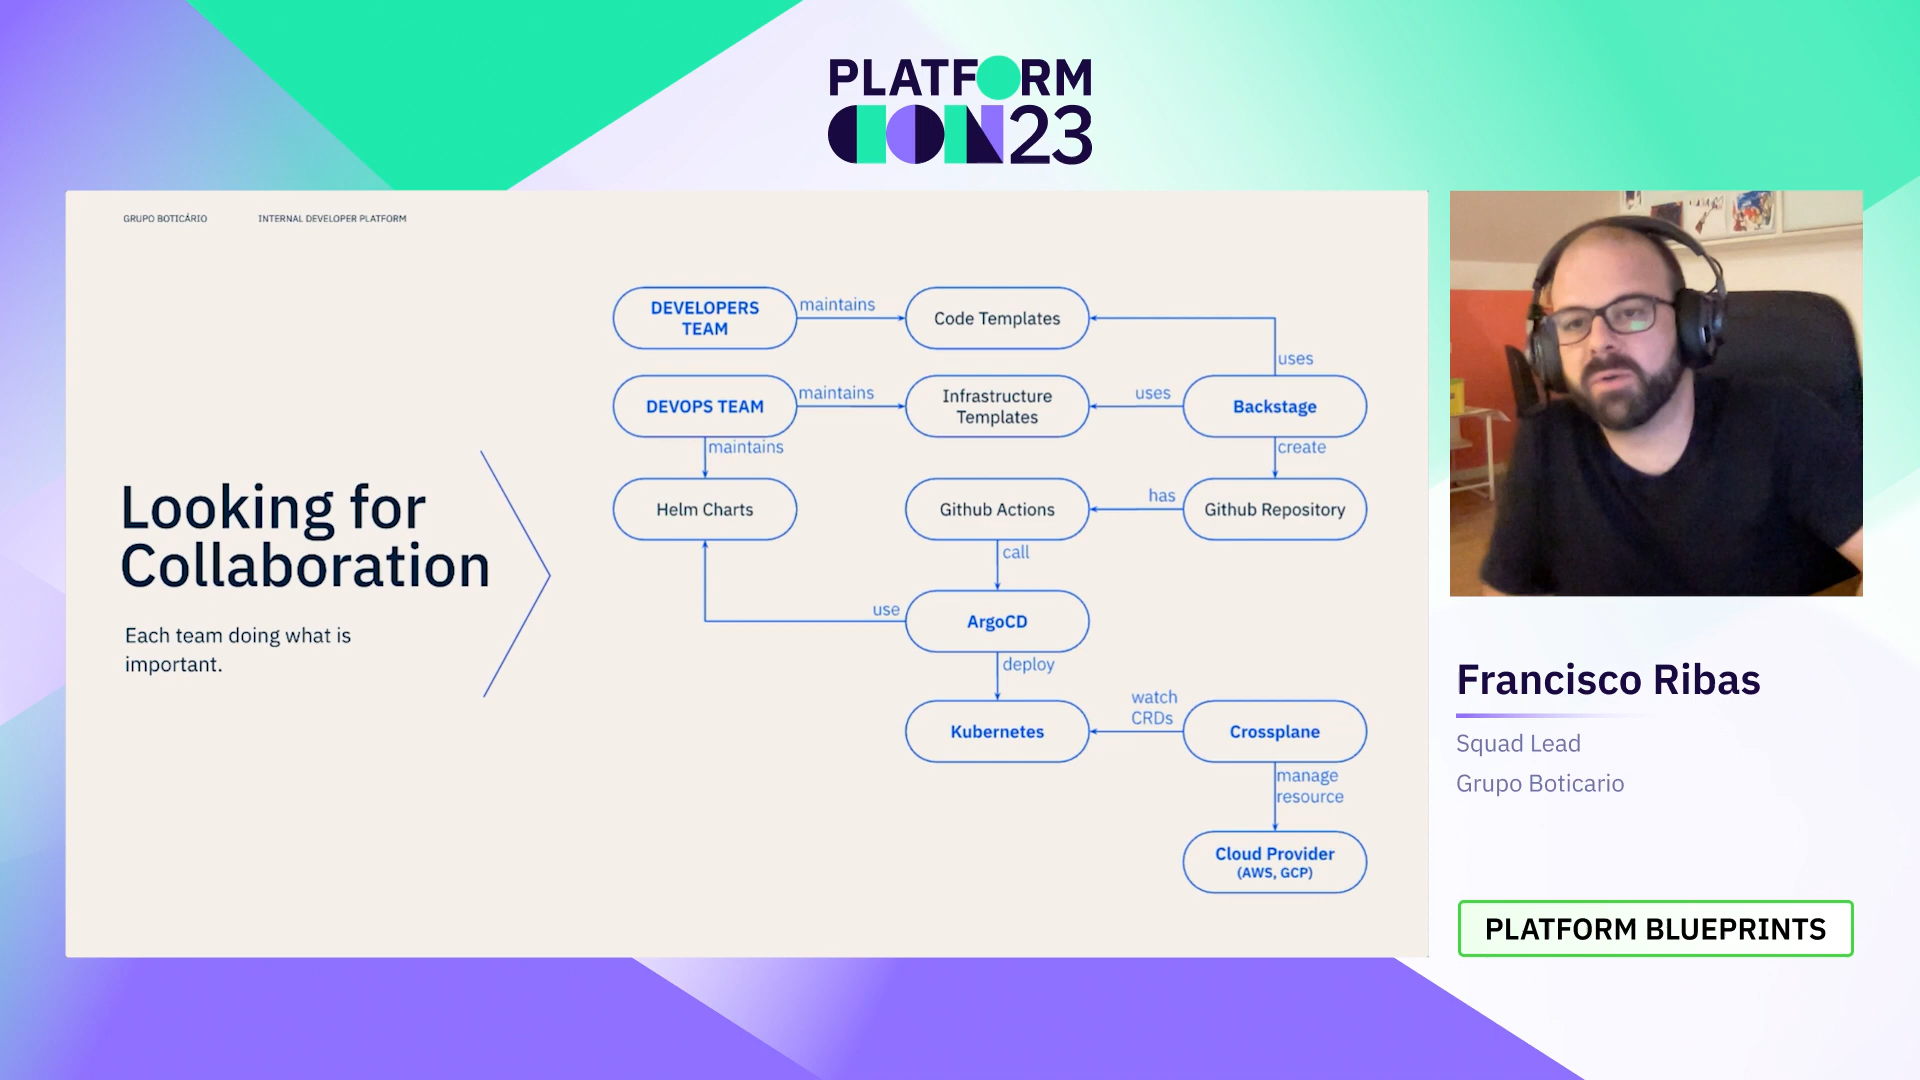 PLATFORM
CON23
GRUPO BOTICÁRIO
INTERNAL DEVELOPER PLATFORM
Looking for
Collaboration
Each team doing what is
important.
DEVELOPERS
TEAM
maintains
Code Templates
uses
DEVOPS TEAM
maintains
Infrastructure
Templates
uses
Backstage
maintains
create
Helm Charts
Github Actions
has
Github Repository
call
use
ArgoCD
deploy
Kubernetes
watch
CRDs
Crossplane
manage
resource
Cloud Provider
(AWS, GCP)
Francisco Ribas
Squad Lead
Grupo Boticario
PLATFORM BLUEPRINTS